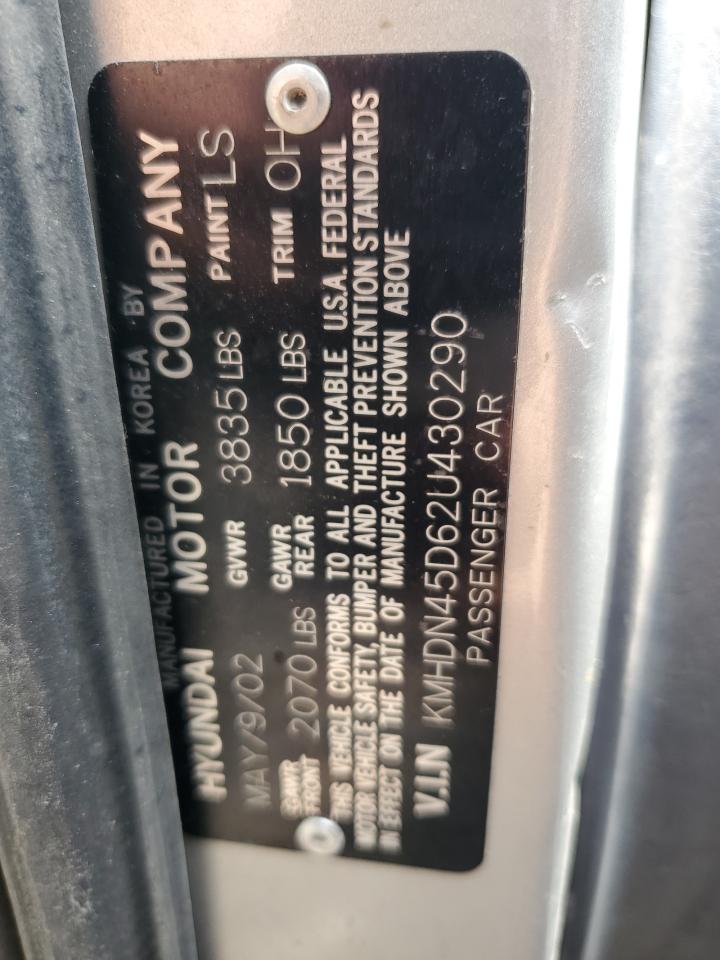 MANUFACTURED IN KOREA BY
HYUNDAI MOTOR COMPANY
MAY/9/02 GVWR 3835 LBS PAINT LS
GAWR FRONT 2070 LBS GAWR REAR 1850 LBS TRIM OH
THIS VEHICLE CONFORMS TO ALL APPLICABLE U.S.A. FEDERAL
MOTOR VEHICLE SAFETY, BUMPER AND THEFT PREVENTION STANDARDS
IN EFFECT ON THE DATE OF MANUFACTURE SHOWN ABOVE
V.I.N KMHDN45D62U430290
PASSENGER CAR